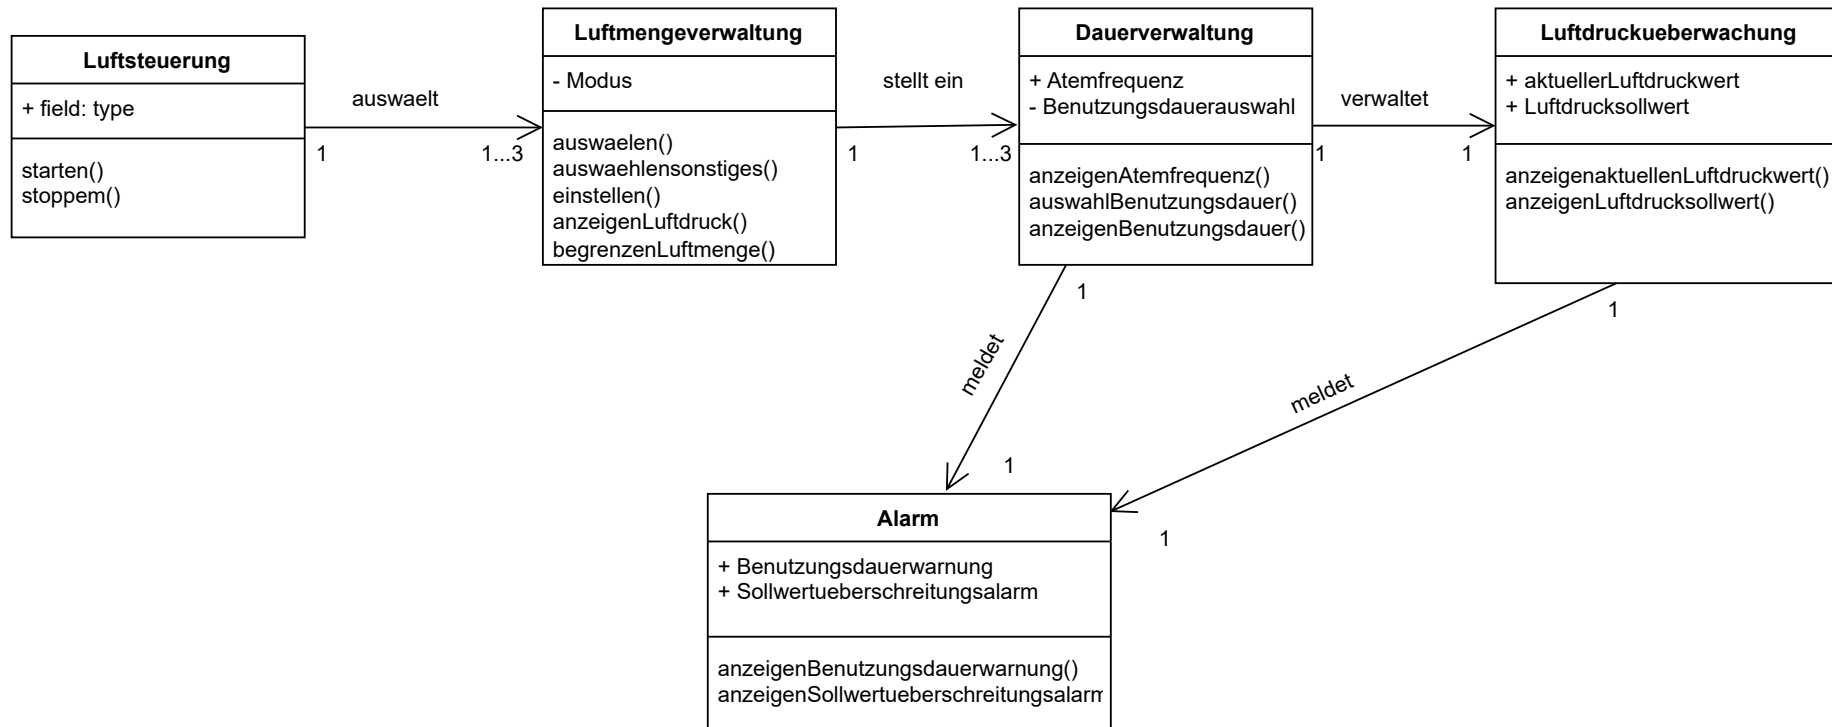 Luftsteuerung
+ field: type
starten()
stoppem()
auswaelt
1
1...3
Luftmengeverwaltung
- Modus
auswaelen()
auswaehlensonstiges()
einstellen()
anzeigenLuftdruck()
begrenzenLuftmenge()
stellt ein
1
1...3
Dauerverwaltung
+ Atemfrequenz
- Benutzungsdauerauswahl
anzeigenAtemfrequenz()
auswahlBenutzungsdauer()
anzeigenBenutzungsdauer()
verwaltet
1
1
Luftdruckueberwachung
+ aktuellerLuftdruckwert
+ Luftdrucksollwert
anzeigenaktuellenLuftdruckwert()
anzeigenLuftdrucksollwert()
1
meldet
1
1
meldet
1
Alarm
+ Benutzungsdauerwarnung
+ Sollwertueberschreitungsalarm
anzeigenBenutzungsdauerwarnung()
anzeigenSollwertueberschreitungsalarm